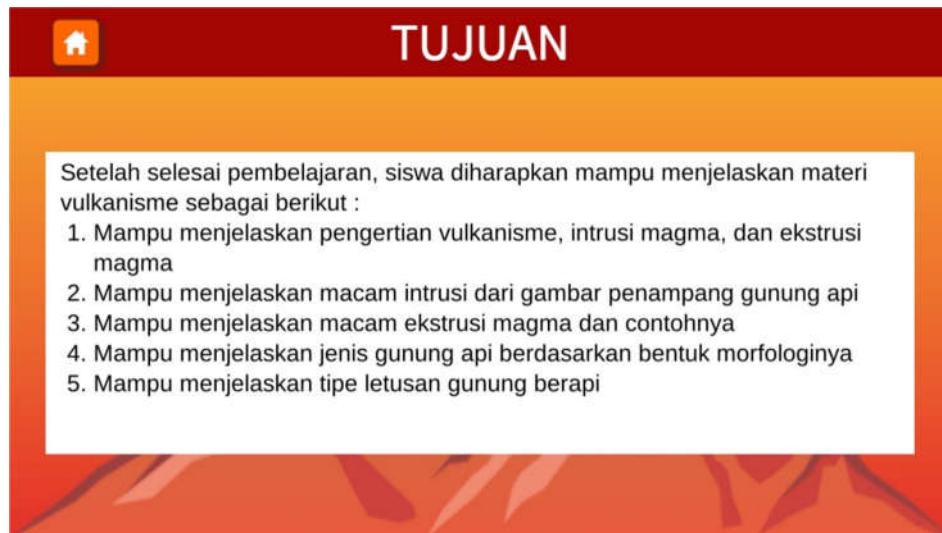 TUJUAN
Setelah selesai pembelajaran, siswa diharapkan mampu menjelaskan materi
vulkanisme sebagai berikut :
1. Mampu menjelaskan pengertian vulkanisme, intrusi magma, dan ekstrusi
magma
2. Mampu menjelaskan macam intrusi dari gambar penampang gunung api
3. Mampu menjelaskan macam ekstrusi magma dan contohnya
4. Mampu menjelaskan jenis gunung api berdasarkan bentuk morfologinya
5. Mampu menjelaskan tipe letusan gunung berapi